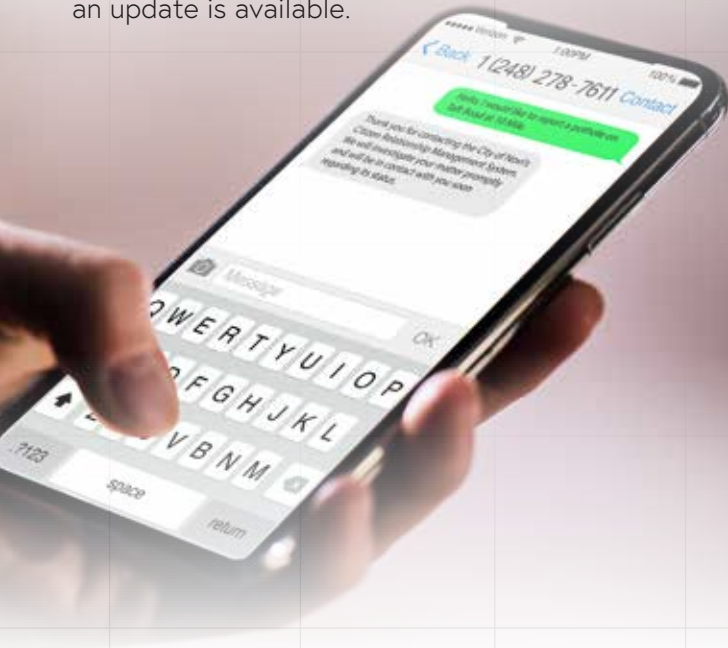 an update is available.
Verizon 1:00PM 100%
Back 1 (248) 278-7611 Contact
Hello, I would like to report a pothole on
Taft Road at 10 Mile.
Thank you for contacting the City of Novi's
Citizen Relationship Management System.
We will investigate your matter promptly
and will be in contact with you soon
regarding its status.
Message OK
Q W E R T Y U I O P
D F G H J K L
Z V B N M
.?123 space return